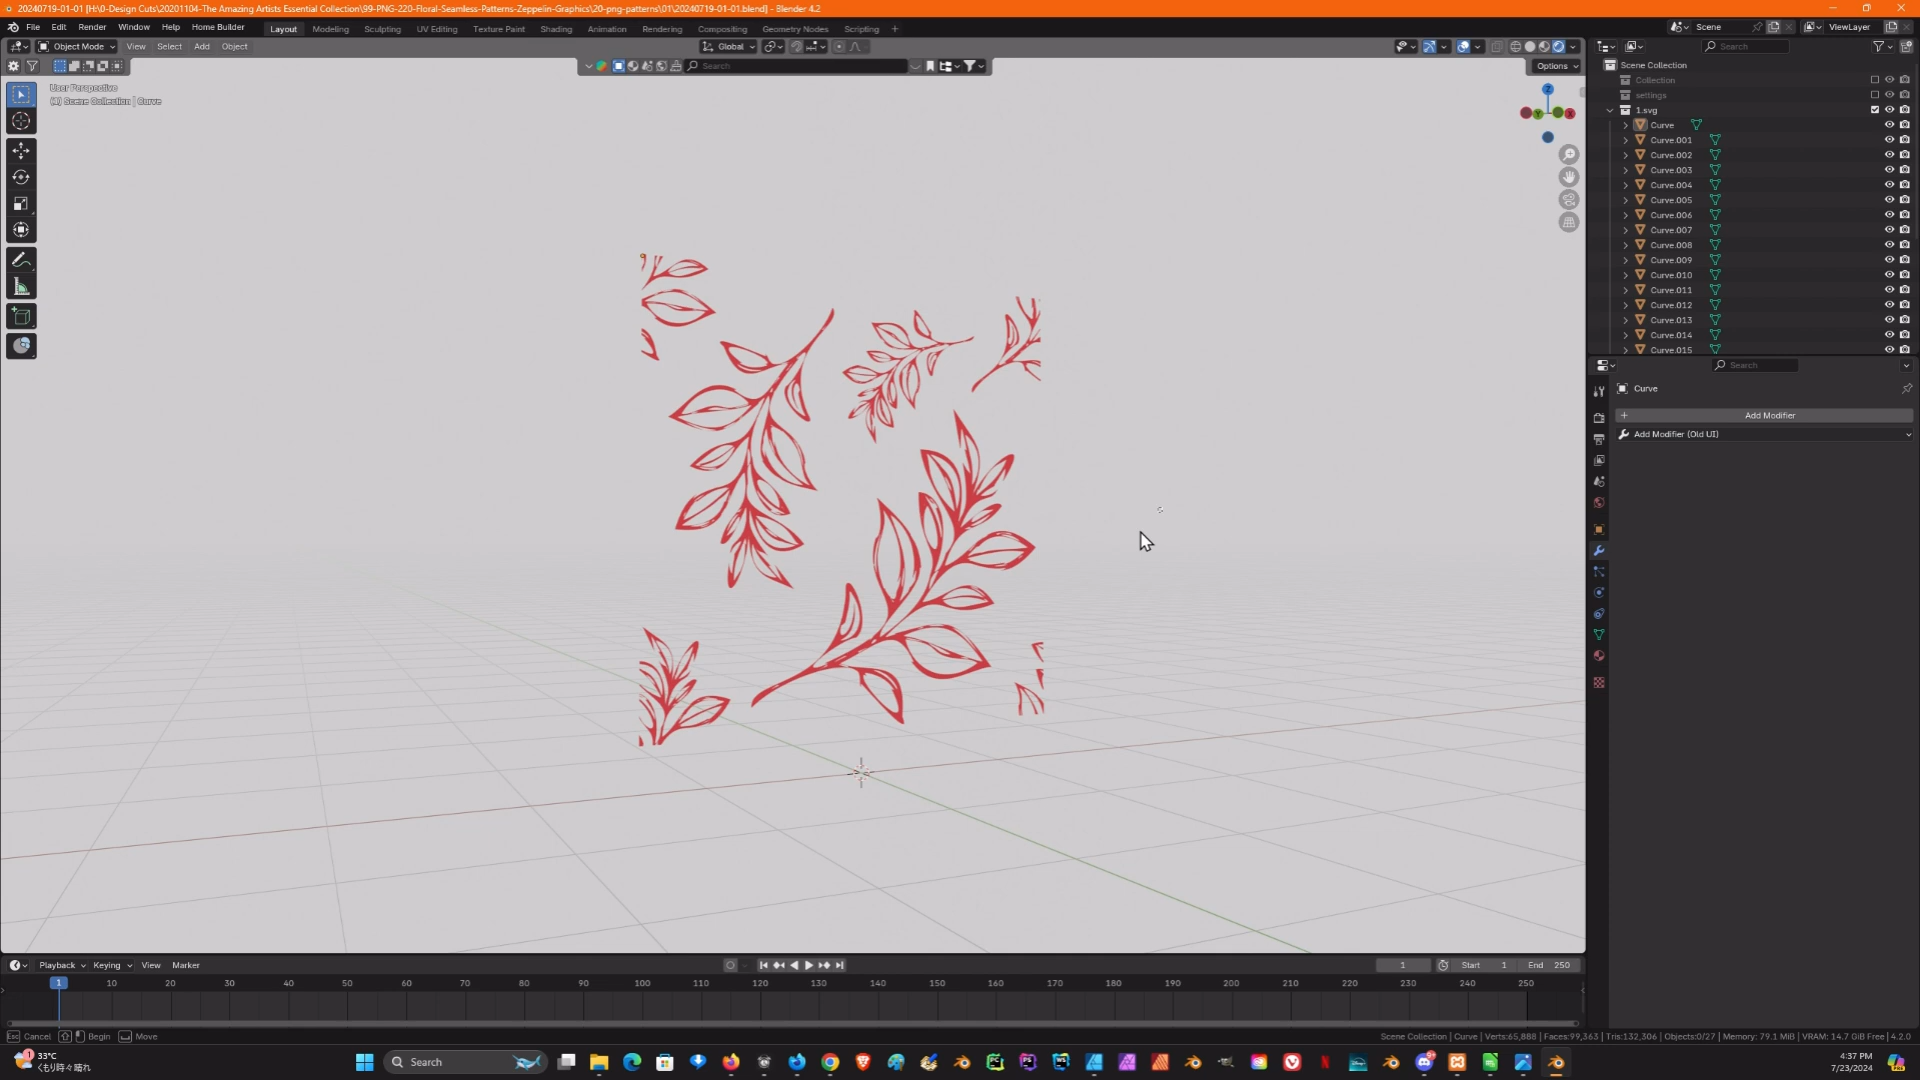 20240719-01-01 [H:\0-Design Cuts\20201104-The Amazing Artists Essential Collection\99-PNG-220-Floral-Seamless-Patterns-Zeppelin-Graphics\20-png-patterns\01\20240719-01-01.blend] - Blender 4.2
File Edit Render Window Help Home Builder Layout Modeling Sculpting UV Editing Texture Paint Shading Animation Rendering Compositing Geometry Nodes Scripting + Scene ViewLayer
Object Mode View Select Add Object Global Search
Search Options
User Perspective
(1) Scene Collection | Curve
Z
Y X
Scene Collection
Collection
settings
1.svg
Curve
Curve.001
Curve.002
Curve.003
Curve.004
Curve.005
Curve.006
Curve.007
Curve.008
Curve.009
Curve.010
Curve.011
Curve.012
Curve.013
Curve.014
Curve.015
Search
Curve
+ Add Modifier
Add Modifier (Old UI)
Playback Keying View Marker 1 Start 1 End 250
1 10 20 30 40 50 60 70 80 90 100 110 120 130 140 150 160 170 180 190 200 210 220 230 240 250
Esc Cancel Begin Move Scene Collection | Curve | Verts:65,888 | Faces:99,363 | Tris:132,306 | Objects:0/27 | Memory: 79.1 MiB | VRAM: 14.7 GiB Free | 4.2.0
33°C
くもり時々晴れ
Search
4:37 PM
7/23/2024